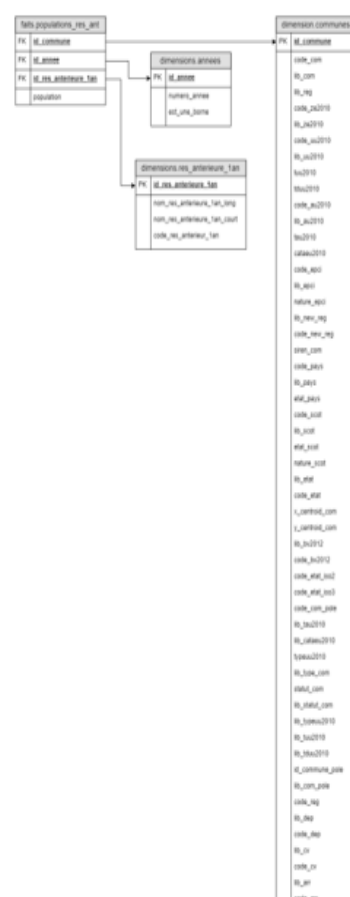 faits.populations_res_ant
FK id_commune
FK id_annee
FK id_res_anterieure_1an
population
dimensions.annees
PK id_annee
numero_annee
est_une_borne
dimensions.res_anterieure_1an
PK id_res_anterieure_1an
nom_res_anterieure_1an_long
nom_res_anterieure_1an_court
code_res_anterieur_1an
dimension.communes
PK id_commune
code_com
lib_com
lib_reg
code_ze2010
lib_ze2010
code_uu2010
lib_uu2010
tuu2010
tduu2010
code_au2010
lib_au2010
tau2010
cataeu2010
code_epci
lib_epci
nature_epci
lib_new_reg
code_new_reg
siren_com
code_pays
lib_pays
etat_pays
code_scot
lib_scot
etat_scot
nature_scot
lib_etat
code_etat
x_centroid_com
y_centroid_com
lib_bv2012
code_bv2012
code_etat_iso2
code_etat_iso3
code_com_pole
lib_tau2010
lib_cataeu2010
typeuu2010
lib_type_com
statut_com
lib_statut_com
lib_typeuu2010
lib_tuu2010
lib_tduu2010
id_commune_pole
lib_com_pole
code_reg
lib_dep
code_dep
lib_cv
code_cv
lib_arr